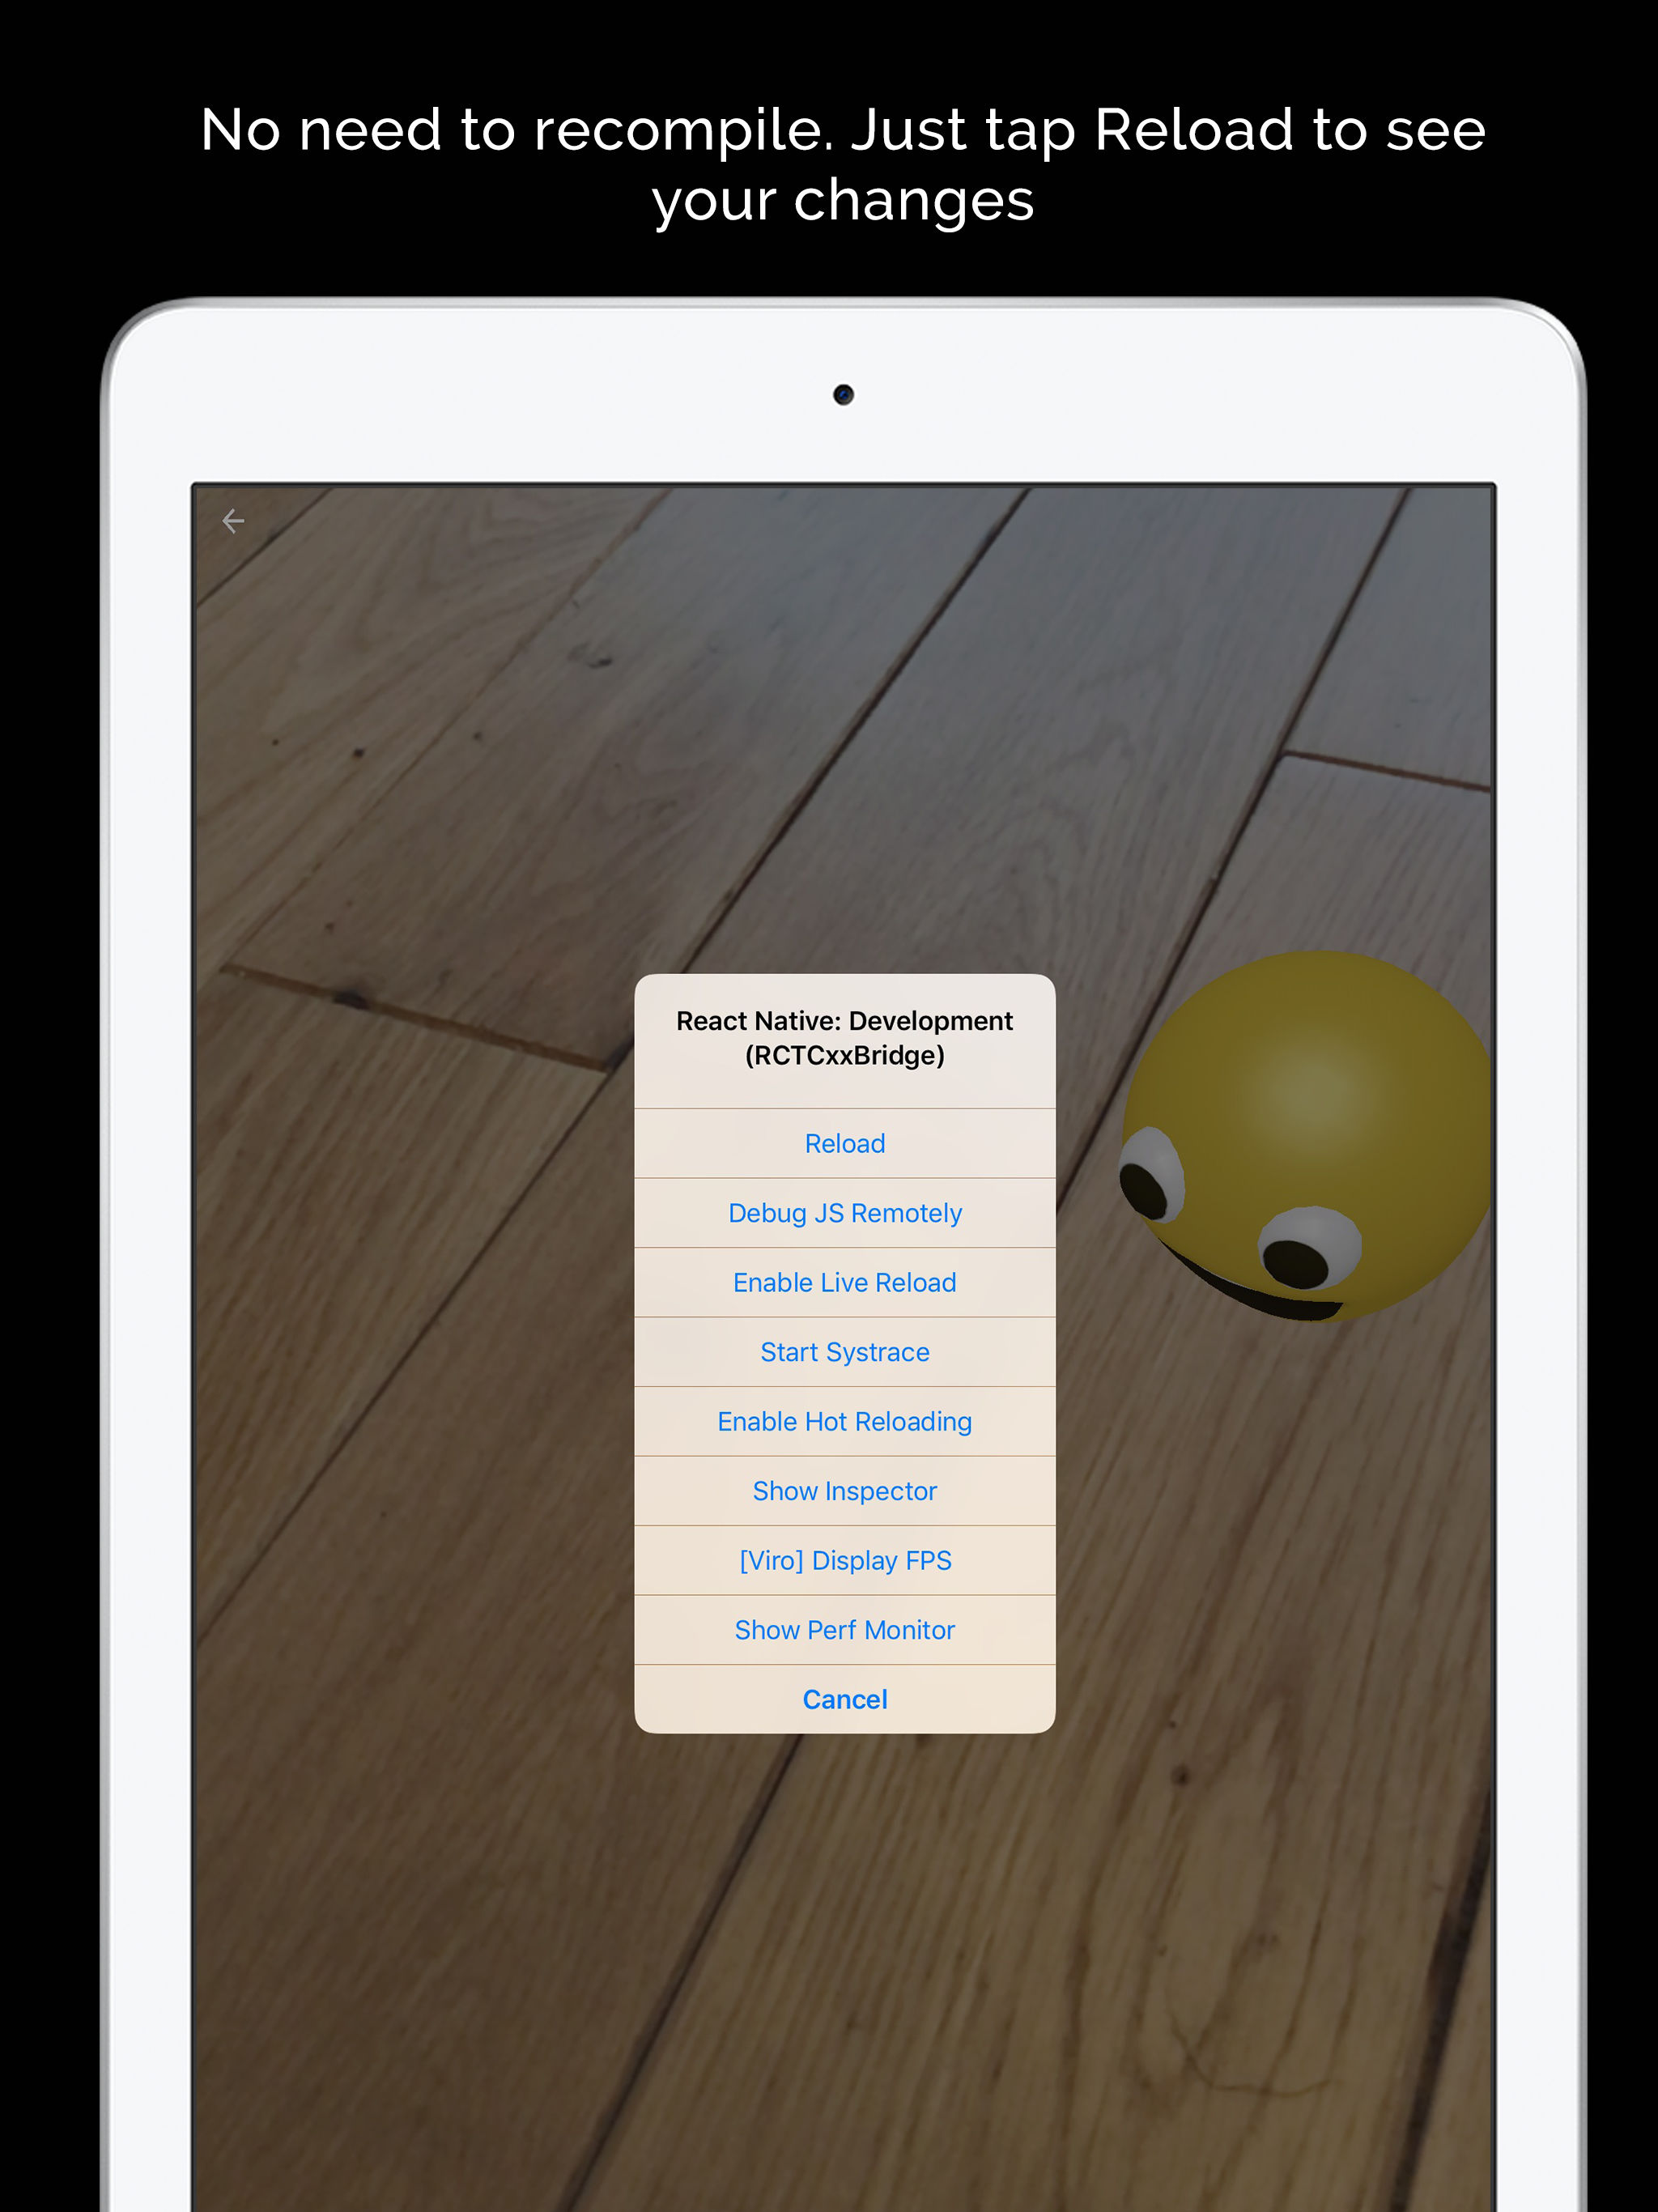 No need to recompile. Just tap Reload to see
your changes
React Native: Development
(RCTCxxBridge)
Reload
Debug JS Remotely
Enable Live Reload
Start Systrace
Enable Hot Reloading
Show Inspector
[Viro] Display FPS
Show Perf Monitor
Cancel